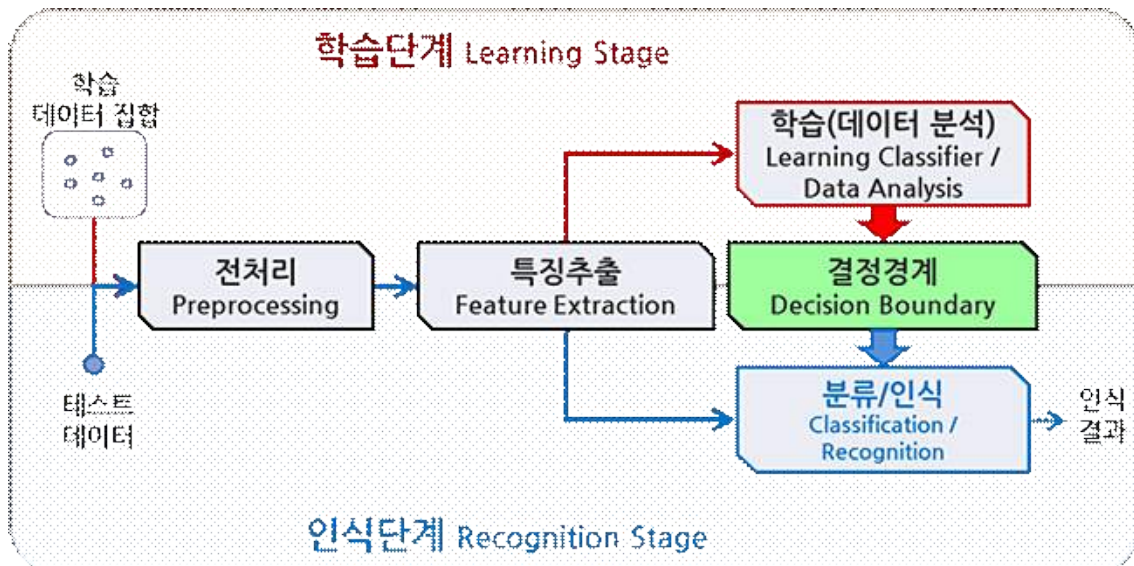 학습단계 Learning Stage
학습
데이터 집합
학습(데이터 분석)
Learning Classifier /
Data Analysis
전처리
Preprocessing
특징추출
Feature Extraction
결정경계
Decision Boundary
테스트
데이터
분류/인식
Classification /
Recognition
인식
결과
인식단계 Recognition Stage